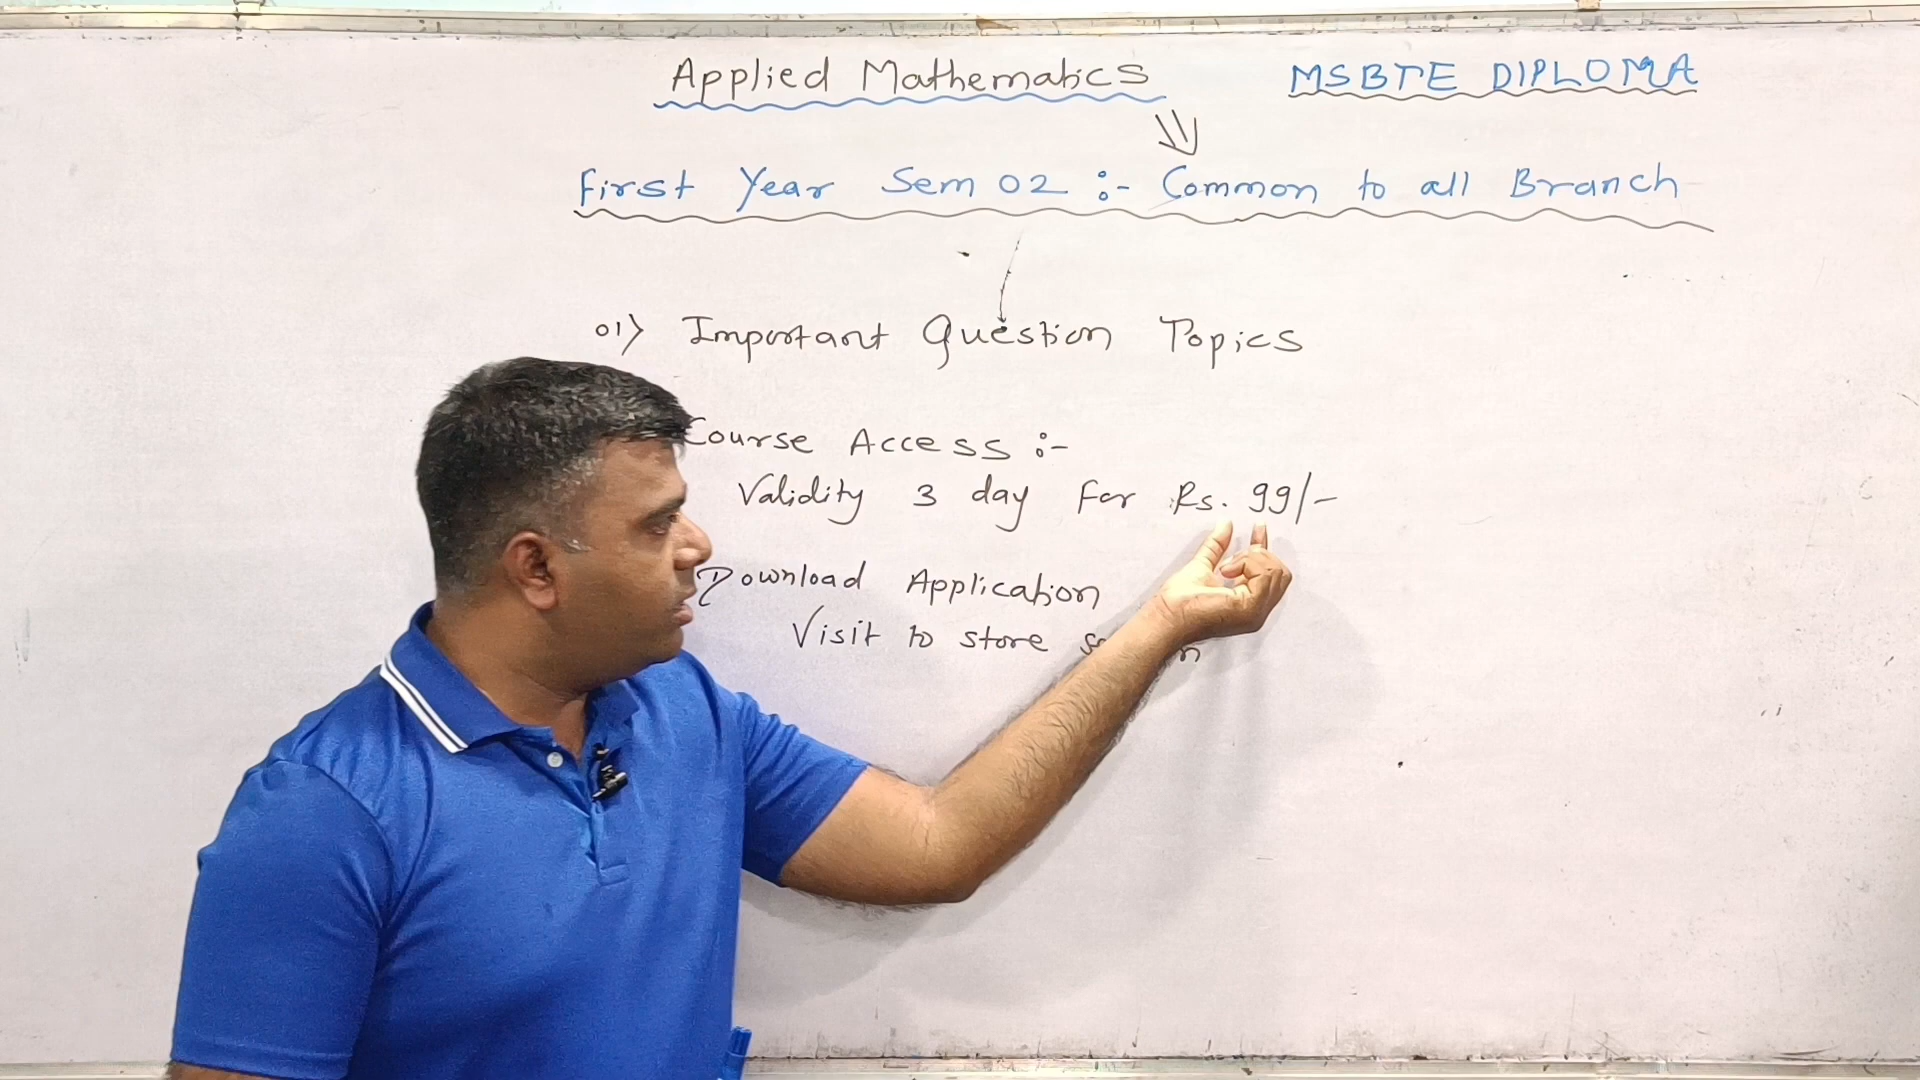 Applied Mathematics MSBTE DIPLOMA
First Year Sem 02 :- Common to all Branch
01) Important Question Topics
Course Access :-
Validity 3 day For Rs. 99/-
Download Application
Visit to store